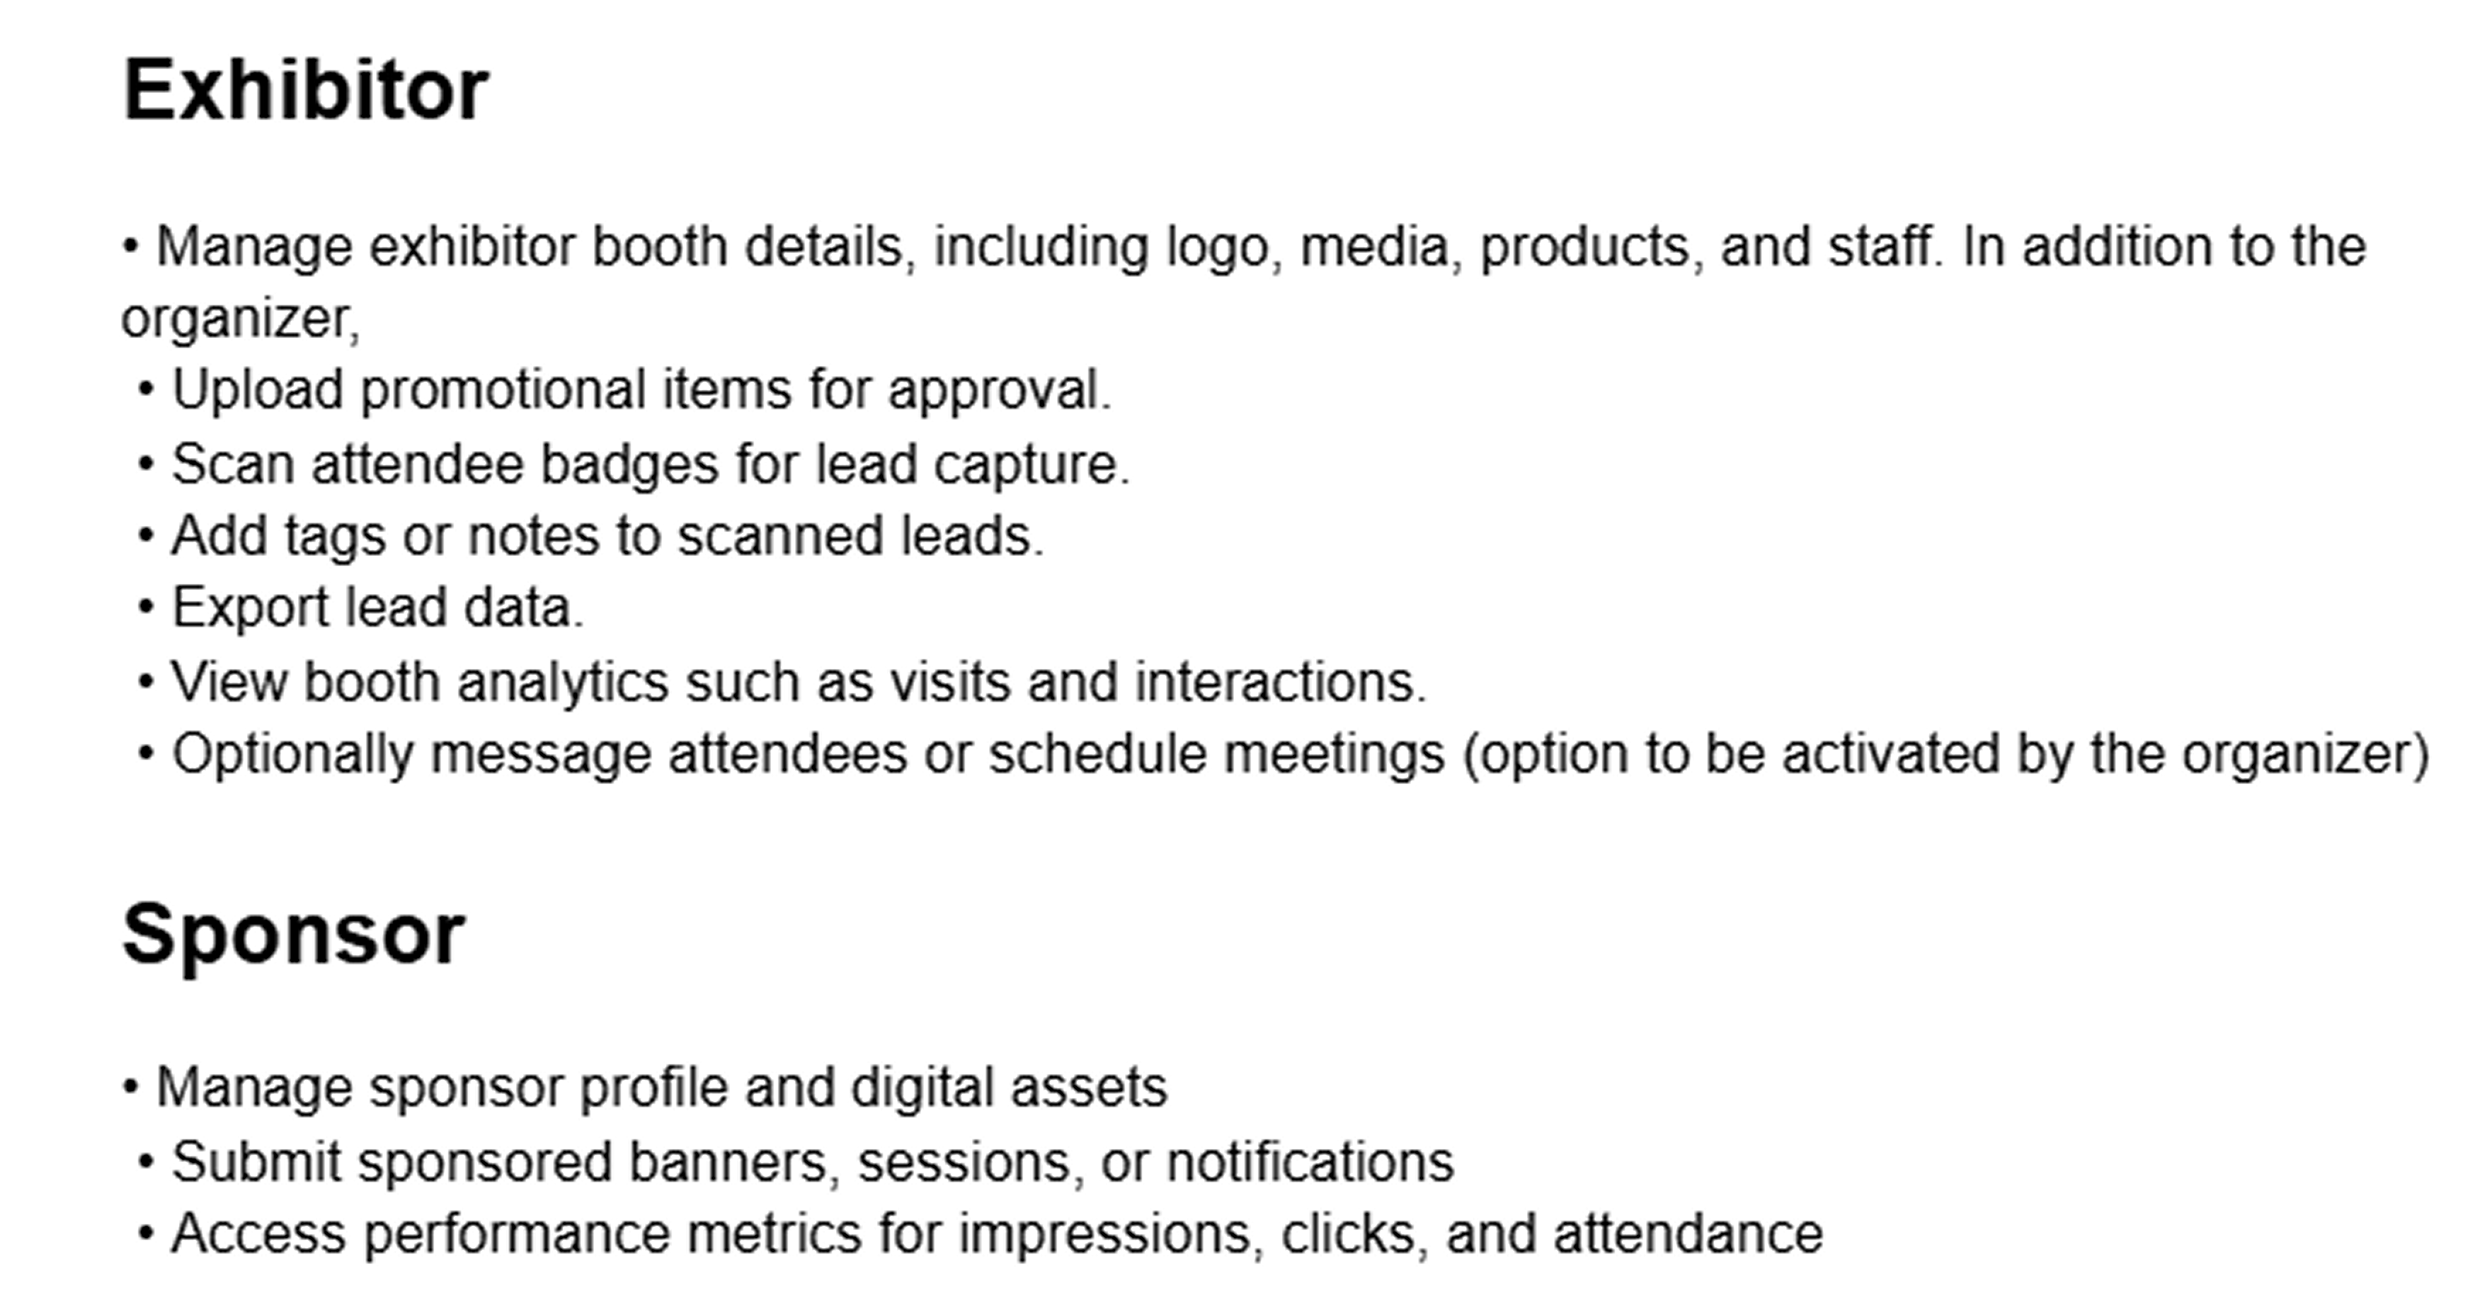 Exhibitor
• Manage exhibitor booth details, including logo, media, products, and staff. In addition to the
organizer,
• Upload promotional items for approval.
• Scan attendee badges for lead capture.
• Add tags or notes to scanned leads.
• Export lead data.
• View booth analytics such as visits and interactions.
• Optionally message attendees or schedule meetings (option to be activated by the organizer)
Sponsor
• Manage sponsor profile and digital assets
• Submit sponsored banners, sessions, or notifications
• Access performance metrics for impressions, clicks, and attendance